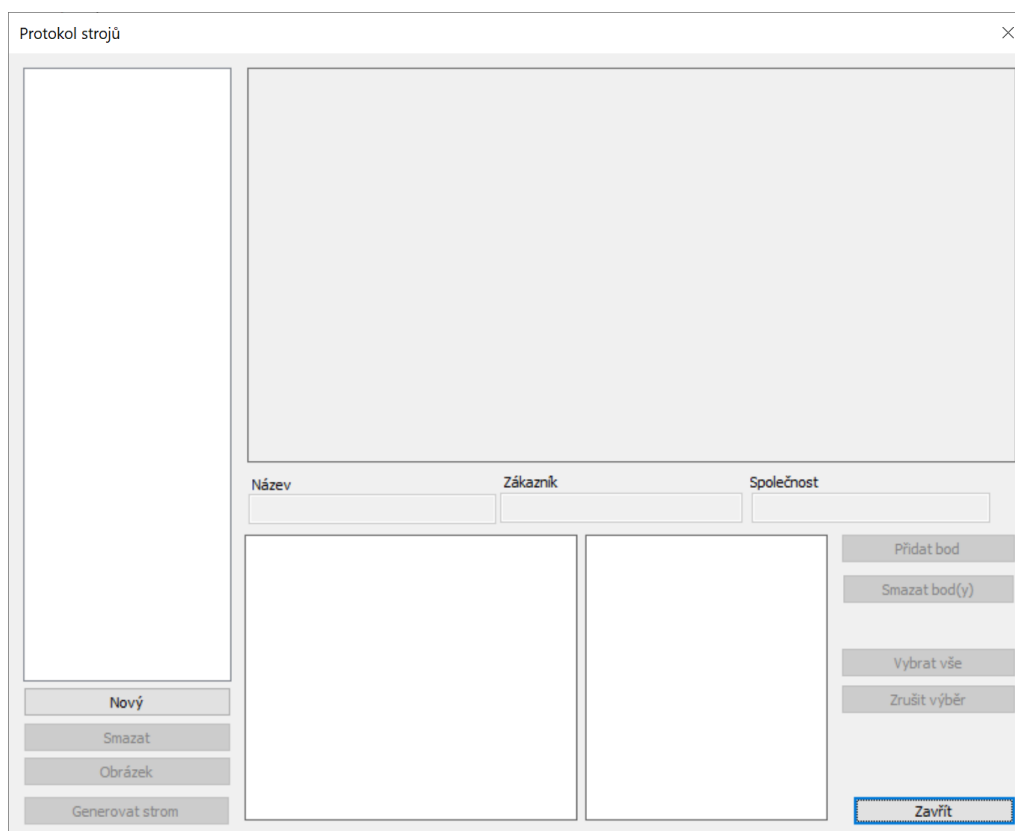 Protokol strojů
Název
Zákazník
Společnost
Přidat bod
Smazat bod(y)
Vybrat vše
Zrušit výběr
Nový
Smazat
Obrázek
Generovat strom
Zavřít